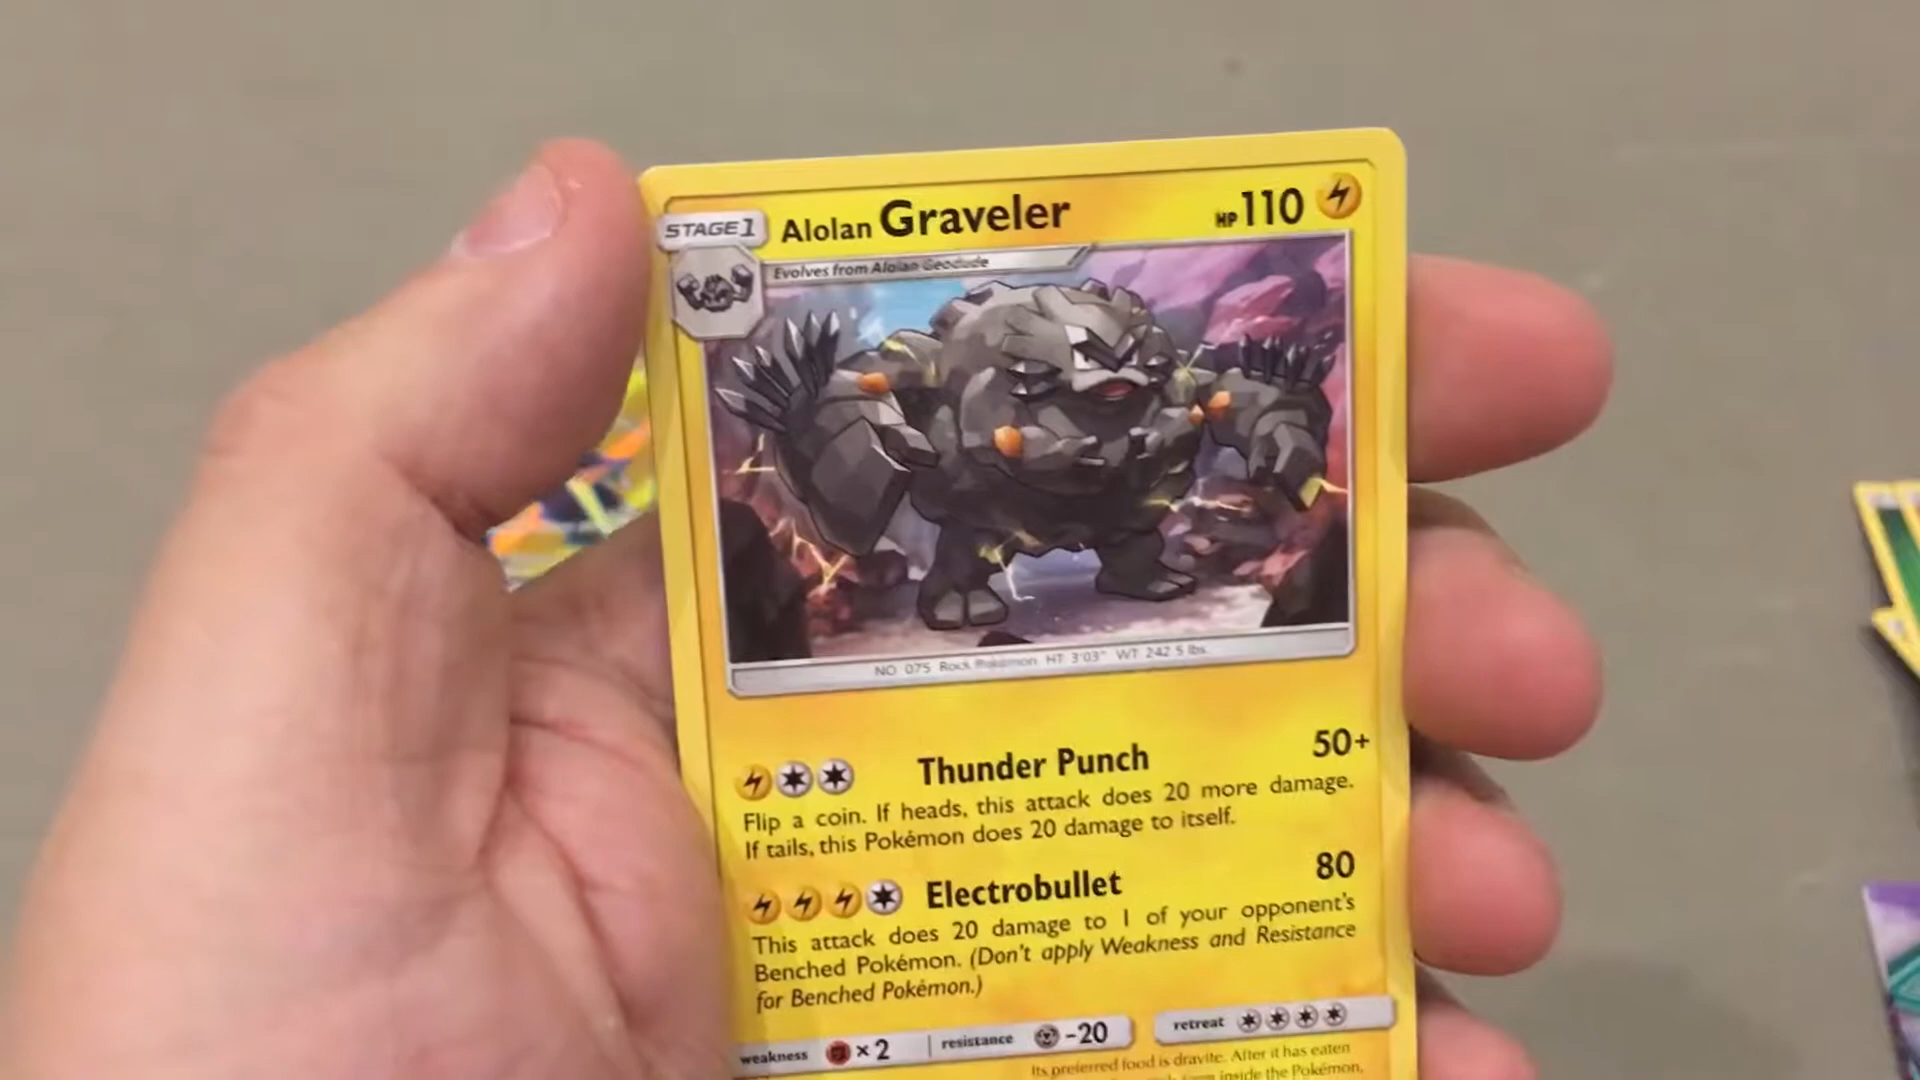 STAGE1 Alolan Graveler HP110
Evolves from Alolan Geodude
NO 075 Rock Pokémon HT 3'03" WT 242.5 lbs.
Thunder Punch 50+
Flip a coin. If heads, this attack does 20 more damage.
If tails, this Pokémon does 20 damage to itself.
Electrobullet 80
This attack does 20 damage to 1 of your opponent's
Benched Pokémon. (Don't apply Weakness and Resistance
for Benched Pokémon.)
weakness ×2 resistance -20 retreat
Its preferred food is dravite. After it has eaten
inside the Pokémon,